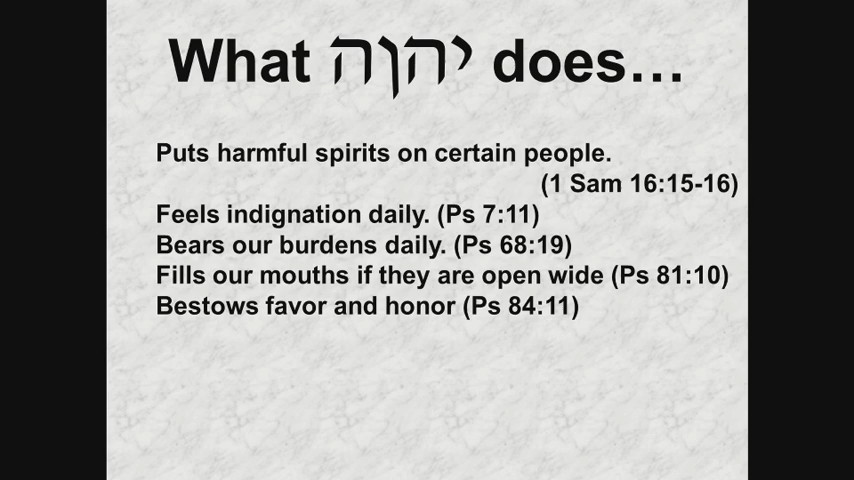 What יהוה does…
Puts harmful spirits on certain people.
(1 Sam 16:15-16)
Feels indignation daily. (Ps 7:11)
Bears our burdens daily. (Ps 68:19)
Fills our mouths if they are open wide (Ps 81:10)
Bestows favor and honor (Ps 84:11)